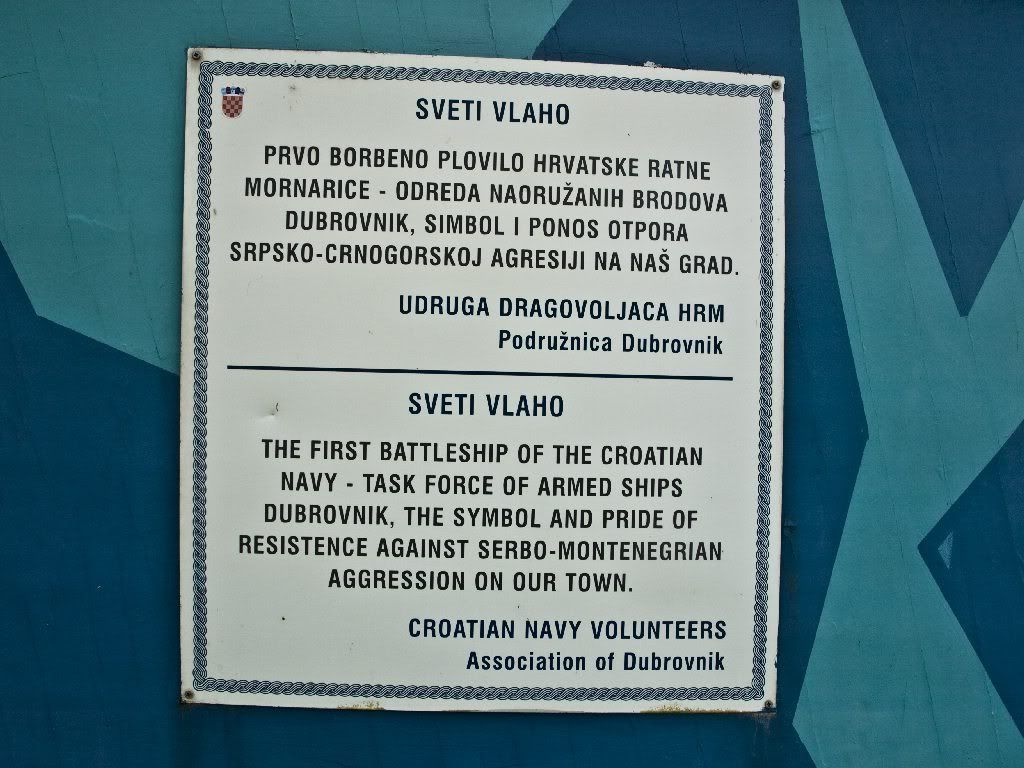 SVETI VLAHO
PRVO BORBENO PLOVILO HRVATSKE RATNE
MORNARICE - ODREDA NAORUŽANIH BRODOVA
DUBROVNIK, SIMBOL I PONOS OTPORA
SRPSKO-CRNOGORSKOJ AGRESIJI NA NAŠ GRAD.
UDRUGA DRAGOVOLJACA HRM
Podružnica Dubrovnik
SVETI VLAHO
THE FIRST BATTLESHIP OF THE CROATIAN
NAVY - TASK FORCE OF ARMED SHIPS
DUBROVNIK, THE SYMBOL AND PRIDE OF
RESISTENCE AGAINST SERBO-MONTENEGRIAN
AGGRESSION ON OUR TOWN.
CROATIAN NAVY VOLUNTEERS
Association of Dubrovnik